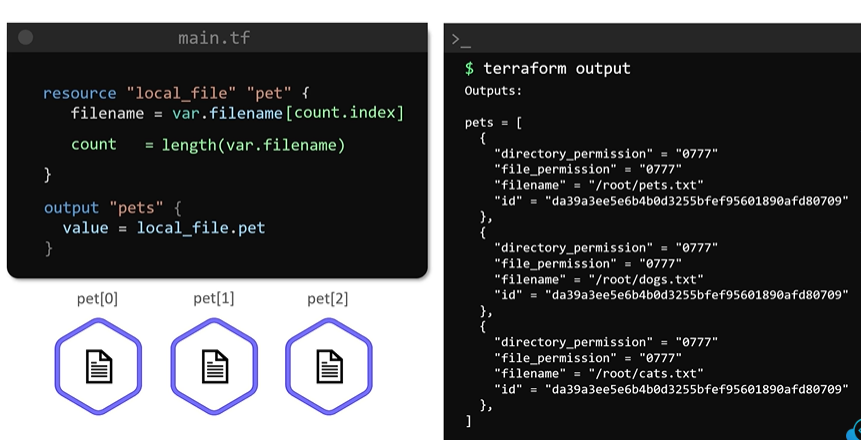 main.tf
resource "local_file" "pet" {
filename = var.filename[count.index]
count = length(var.filename)
}
output "pets" {
value = local_file.pet
}
pet[0] pet[1] pet[2]
>_
$ terraform output
Outputs:
pets = [
{
"directory_permission" = "0777"
"file_permission" = "0777"
"filename" = "/root/pets.txt"
"id" = "da39a3ee5e6b4b0d3255bfef95601890afd80709"
},
{
"directory_permission" = "0777"
"file_permission" = "0777"
"filename" = "/root/dogs.txt"
"id" = "da39a3ee5e6b4b0d3255bfef95601890afd80709"
},
{
"directory_permission" = "0777"
"file_permission" = "0777"
"filename" = "/root/cats.txt"
"id" = "da39a3ee5e6b4b0d3255bfef95601890afd80709"
},
]